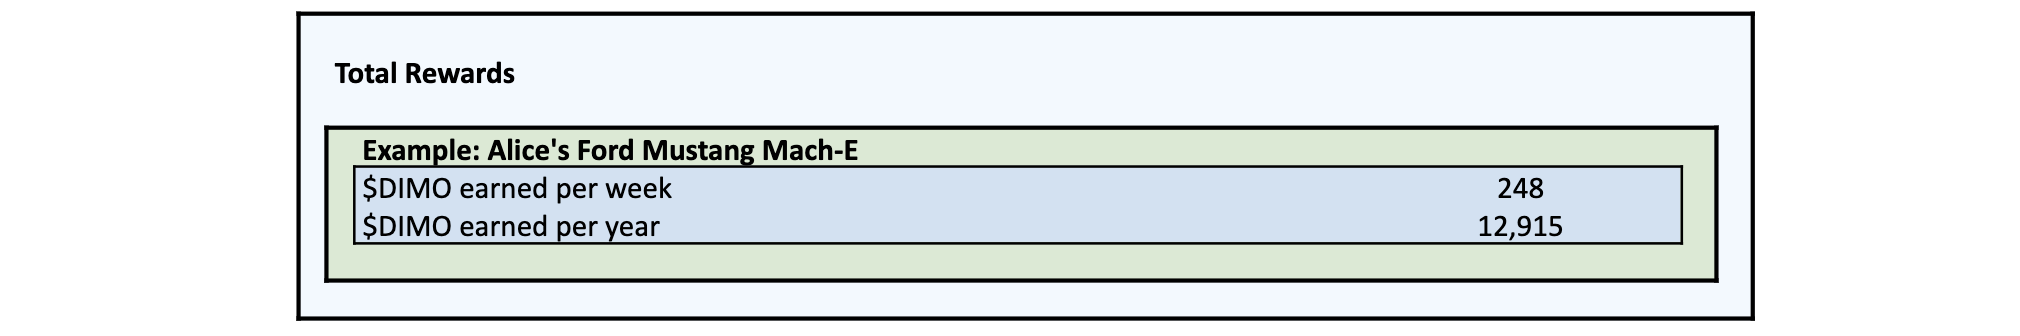 Total Rewards
Example: Alice's Ford Mustang Mach-E
$DIMO earned per week 248
$DIMO earned per year 12,915